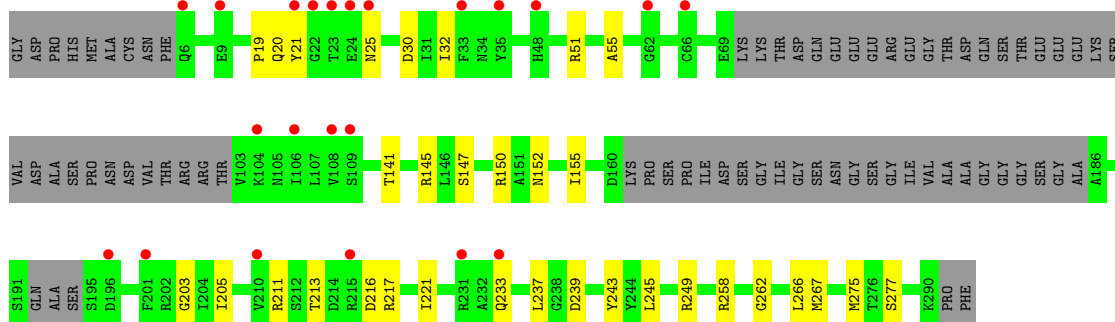 GLY ASP PRO HIS MET ALA CYS ASN PHE Q6 E9 P19 Q20 Y21 G22 T23 E24 N25 D30 I31 I32 F33 N34 Y35 H48 R51 A55 G62 C66 E69 LYS LYS THR ASP GLN GLU GLU GLU ARG GLU GLY THR ASP GLN SER THR GLU GLU GLU LYS SER
VAL ASP ALA SER PRO ASN ASP VAL THR ARG ARG THR V103 K104 N105 I106 L107 V108 S109 T141 R145 L146 S147 R150 A151 N152 I155 D160 LYS PRO SER PRO ILE ASP SER GLY ILE GLY SER ASN GLY SER GLY ILE VAL ALA ALA GLY GLY GLY SER GLY ALA A186
S191 GLN ALA SER S195 D196 F201 R202 G203 I204 I205 V210 R211 S212 T213 D214 R215 D216 R217 I221 R231 A232 Q233 L237 G238 D239 Y243 Y244 L245 R249 R258 G262 L266 M267 M275 T276 S277 K290 PRO PHE